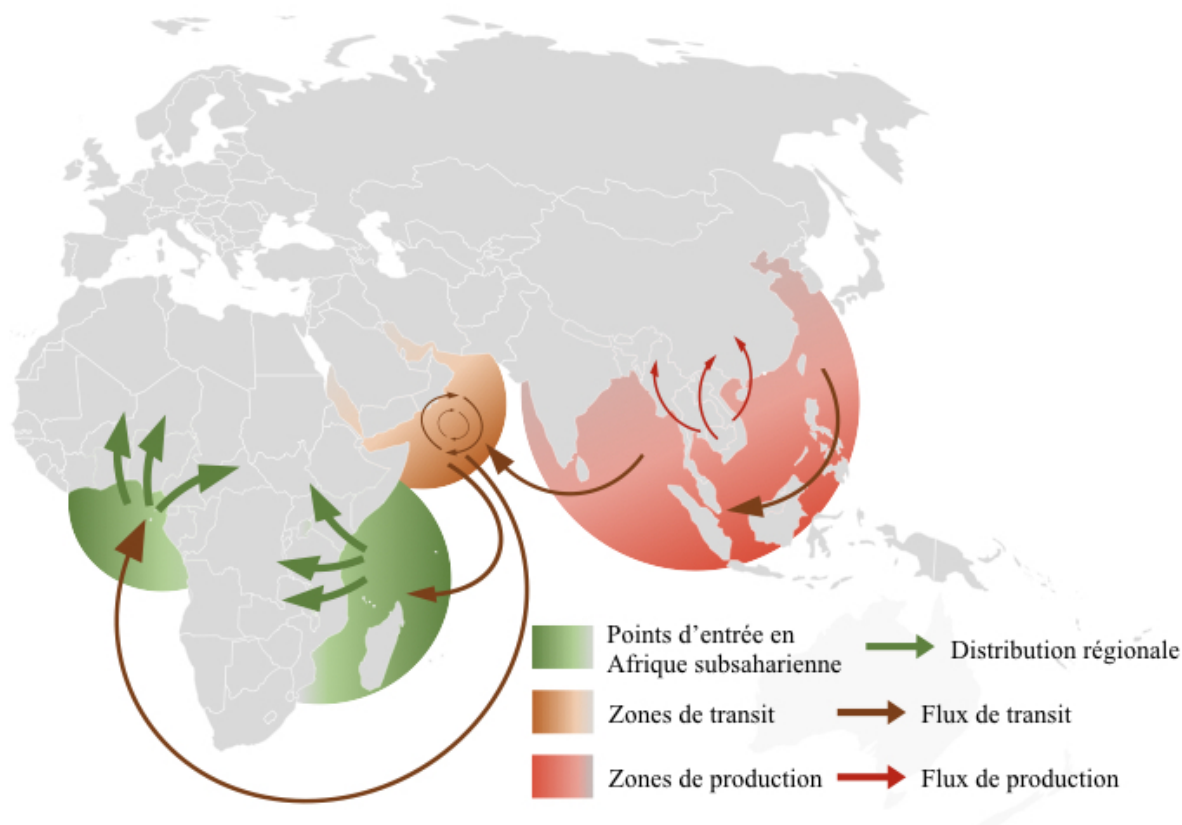 Points d’entrée en
Afrique subsaharienne
Distribution régionale
Zones de transit
Flux de transit
Zones de production
Flux de production